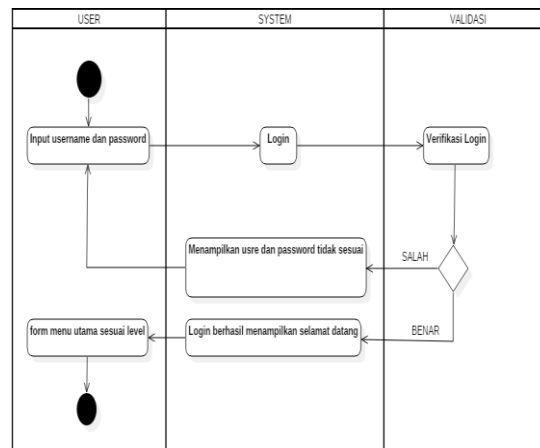 USER SYSTEM VALIDASI
Input username dan password
Login
Verifikasi Login
Menampilkan usre dan password tidak sesuai
SALAH
BENAR
form menu utama sesuai level
Login berhasil menampilkan selamat datang